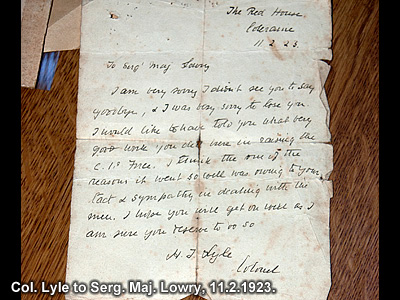 The Red House,
Coleraine
11.2.23.
To Sergt Maj Lowry
I am very sorry I didn't see you to say
goodbye, & I was very sorry to lose you
I would like to have told you what very
good work you did here in raising the
C.1s Force. I think the one of the
reasons it went so well was owing to your
tact & sympathy in dealing with the
men. I hope you will get on well as I
am sure you deserve to do so
H. T. Lyle
Colonel
Col. Lyle to Serg. Maj. Lowry, 11.2.1923.